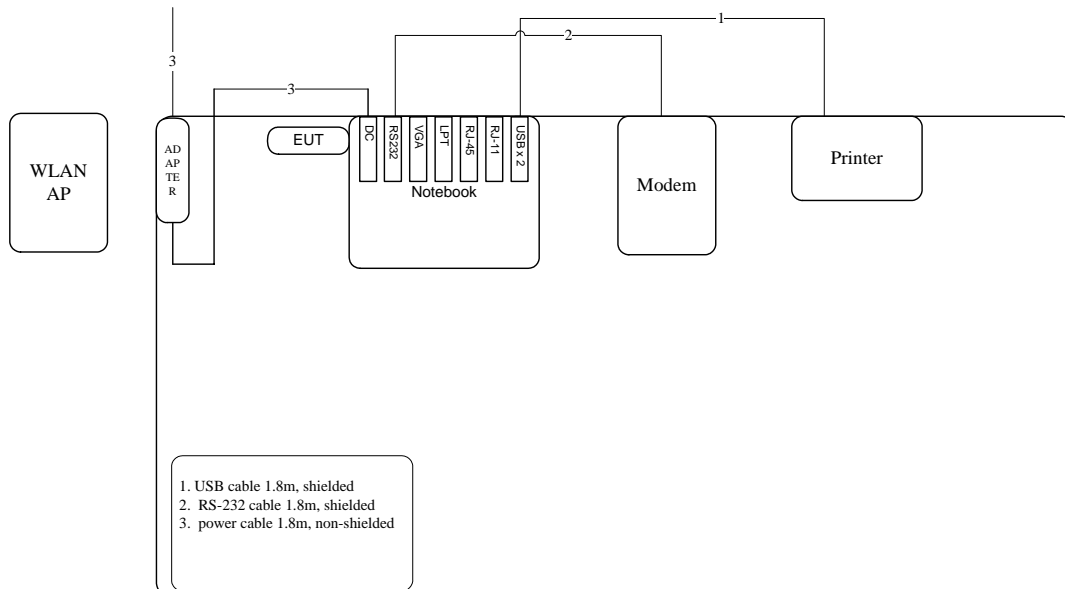 1
2
3
3
WLAN
AP
AD
AP
TE
R
EUT
DC
RS232
VGA
LPT
RJ-45
RJ-11
USB x 2
Notebook
Modem
Printer
1. USB cable 1.8m, shielded
2. RS-232 cable 1.8m, shielded
3. power cable 1.8m, non-shielded